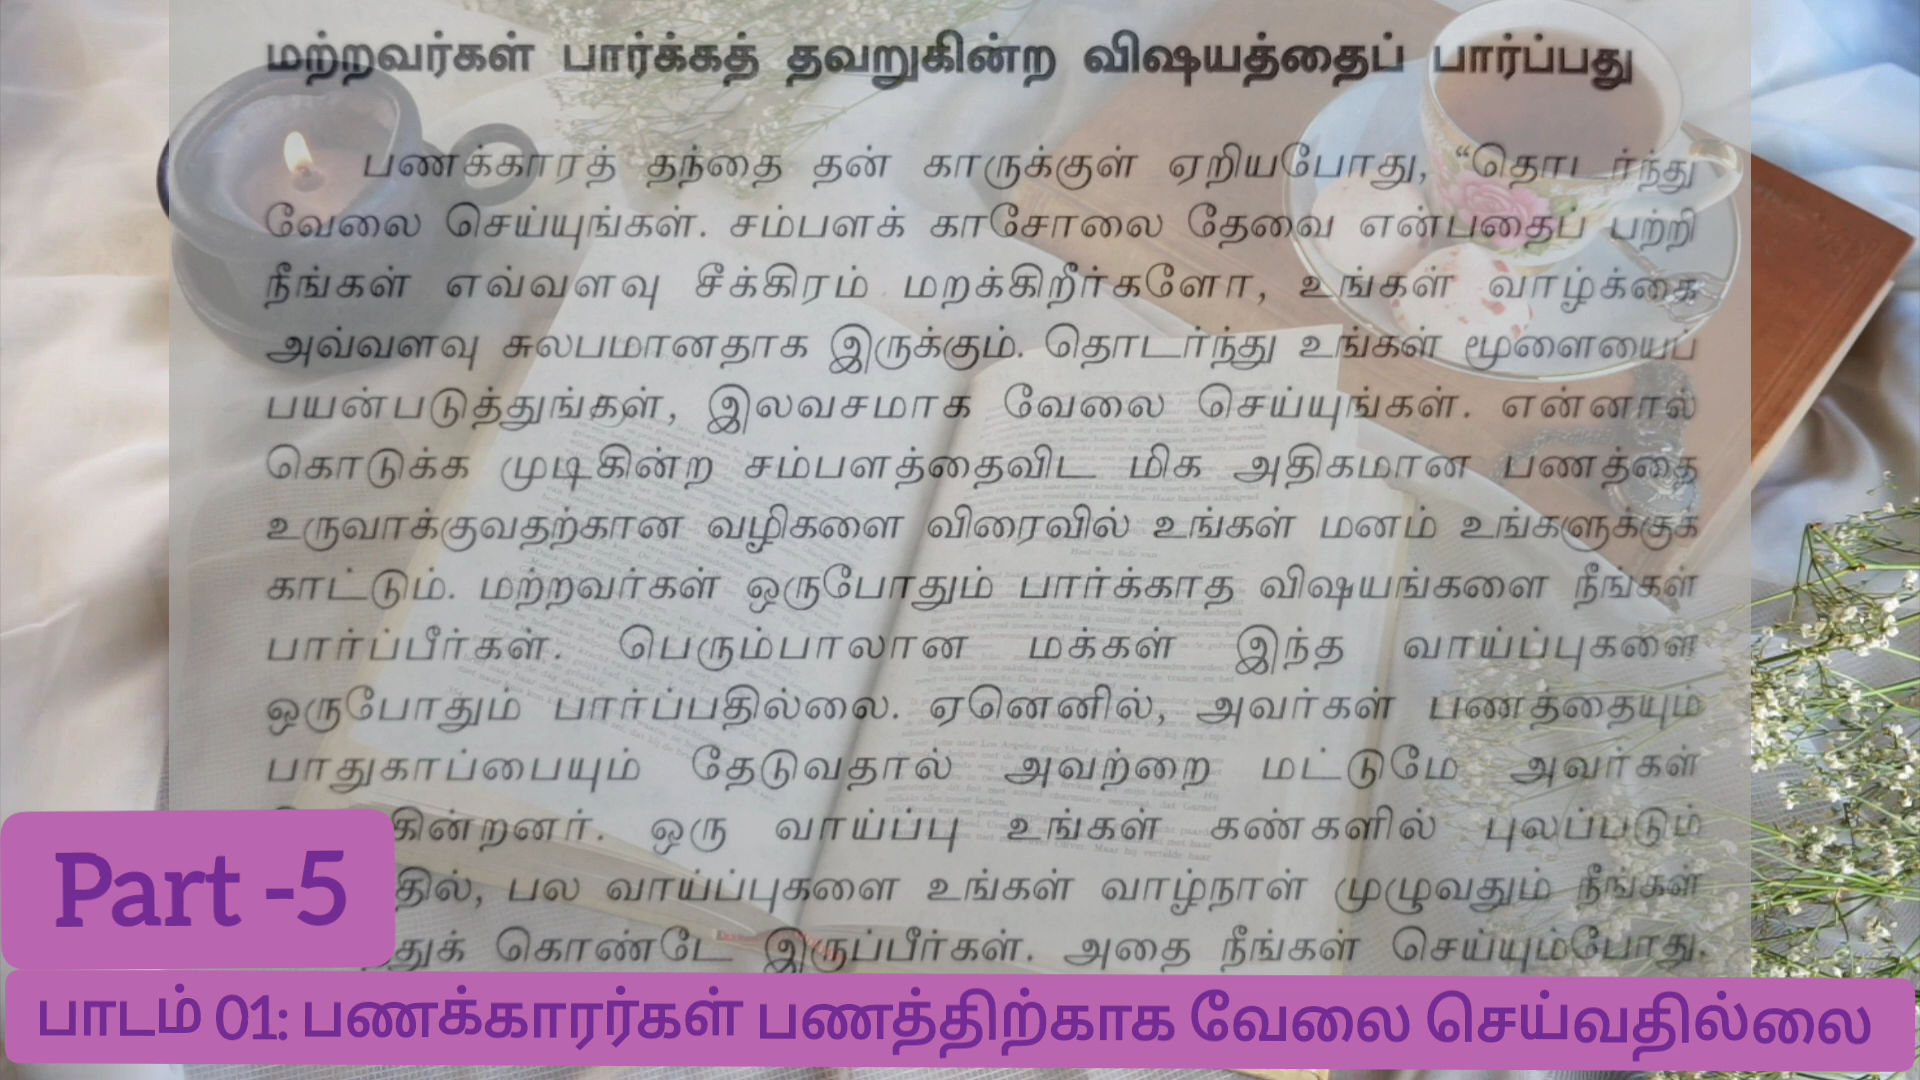 மற்றவர்கள் பார்க்கத் தவறுகின்ற விஷயத்தைப் பார்ப்பது
பணக்காரத் தந்தை தன் காருக்குள் ஏறியபோது, “தொடர்ந்து
வேலை செய்யுங்கள். சம்பளக் காசோலை தேவை என்பதைப் பற்றி
நீங்கள் எவ்வளவு சீக்கிரம் மறக்கிறீர்களோ, உங்கள் வாழ்க்கை
அவ்வளவு சுலபமானதாக இருக்கும். தொடர்ந்து உங்கள் மூளையைப்
பயன்படுத்துங்கள், இலவசமாக வேலை செய்யுங்கள். என்னால்
கொடுக்க முடிகின்ற சம்பளத்தைவிட மிக அதிகமான பணத்தை
உருவாக்குவதற்கான வழிகளை விரைவில் உங்கள் மனம் உங்களுக்குக்
காட்டும். மற்றவர்கள் ஒருபோதும் பார்க்காத விஷயங்களை நீங்கள்
பார்ப்பீர்கள். பெரும்பாலான மக்கள் இந்த வாய்ப்புகளை
ஒருபோதும் பார்ப்பதில்லை. ஏனெனில், அவர்கள் பணத்தையும்
பாதுகாப்பையும் தேடுவதால் அவற்றை மட்டுமே அவர்கள்
ஒரு வாய்ப்பு உங்கள் கண்களில் புலப்படும்
பல வாய்ப்புகளை உங்கள் வாழ்நாள் முழுவதும் நீங்கள்
கொண்டே இருப்பீர்கள். அதை நீங்கள் செய்யும்போது,
Part -5
பாடம் 01: பணக்காரர்கள் பணத்திற்காக வேலை செய்வதில்லை